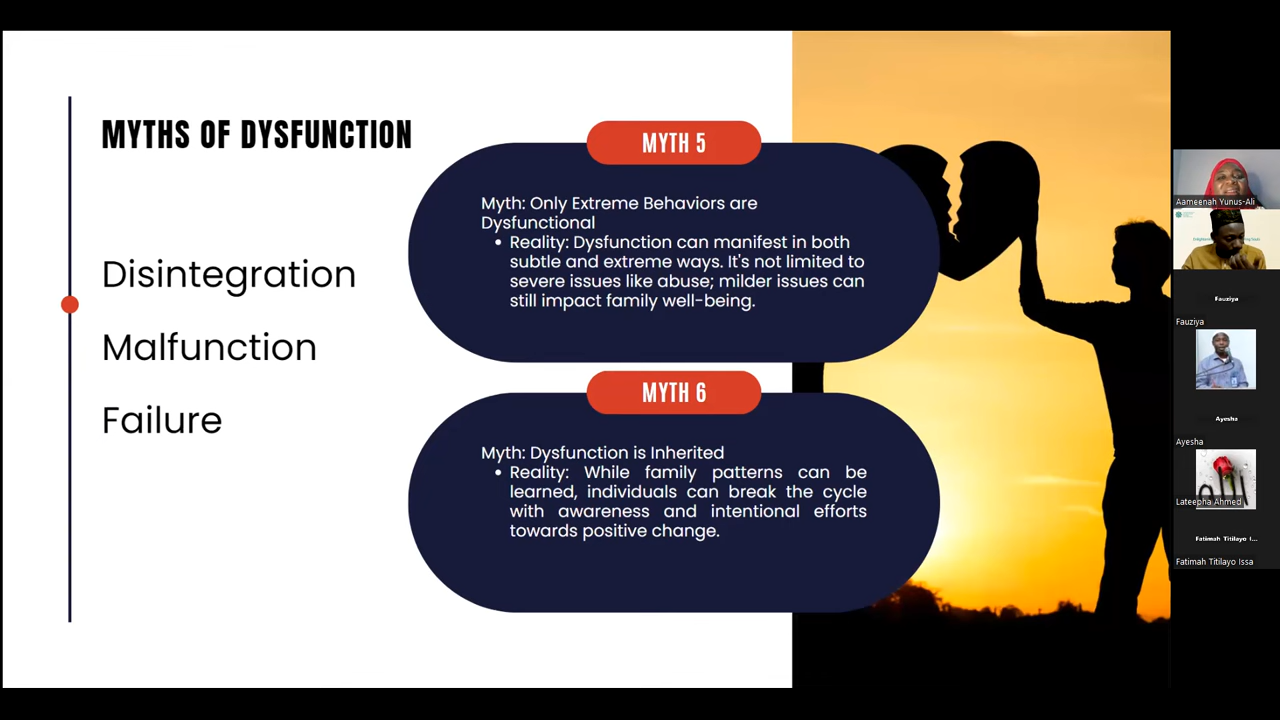 MYTHS OF DYSFUNCTION
Disintegration
Malfunction
Failure
MYTH 5
Myth: Only Extreme Behaviors are
Dysfunctional
• Reality: Dysfunction can manifest in both
subtle and extreme ways. It's not limited to
severe issues like abuse; milder issues can
still impact family well-being.
MYTH 6
Myth: Dysfunction is Inherited
• Reality: While family patterns can be
learned, individuals can break the cycle
with awareness and intentional efforts
towards positive change.
Aameenah Yunus-Ali
Fauziya
Fauziya
Ayesha
Ayesha
Lateepha Ahmed
Fatimah Titilayo I...
Fatimah Titilayo Issa